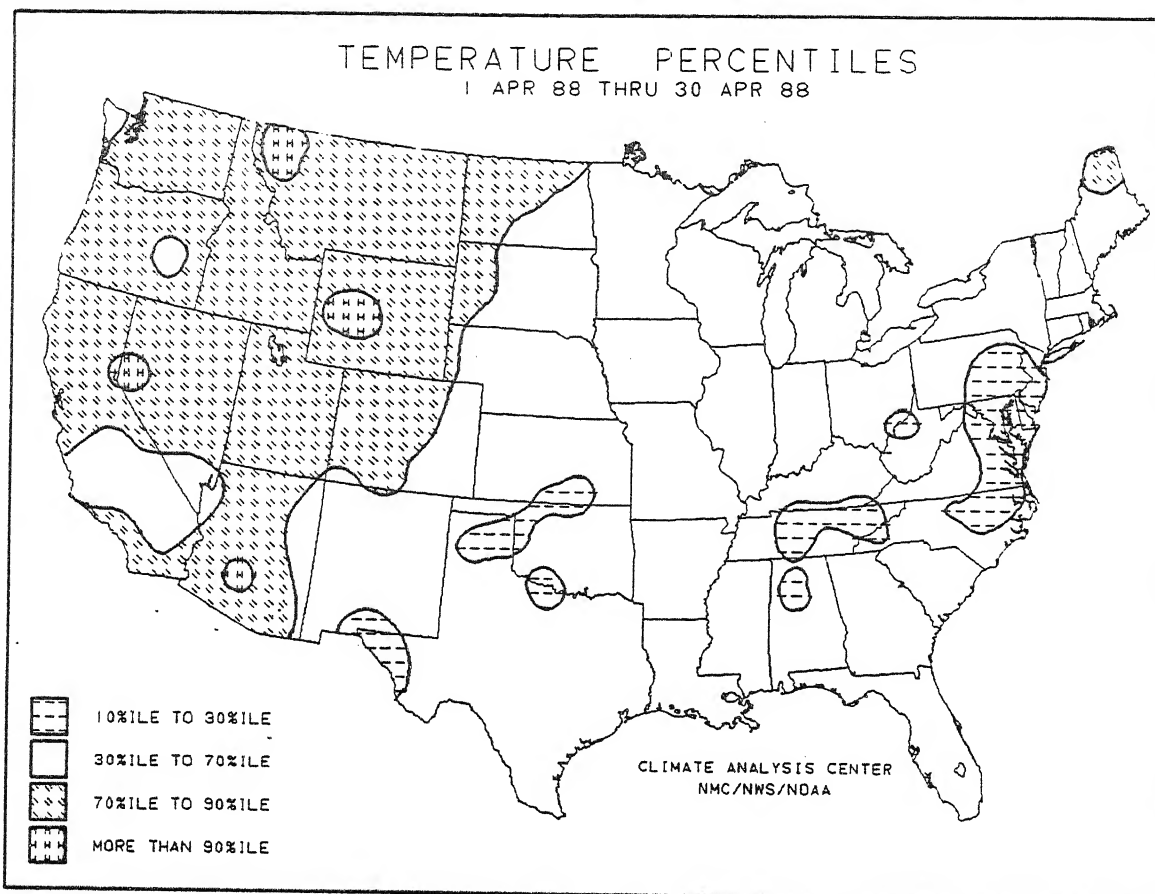 TEMPERATURE PERCENTILES
1 APR 88 THRU 30 APR 88
10%ILE TO 30%ILE
30%ILE TO 70%ILE
70%ILE TO 90%ILE
MORE THAN 90%ILE
CLIMATE ANALYSIS CENTER
NMC/NWS/NOAA